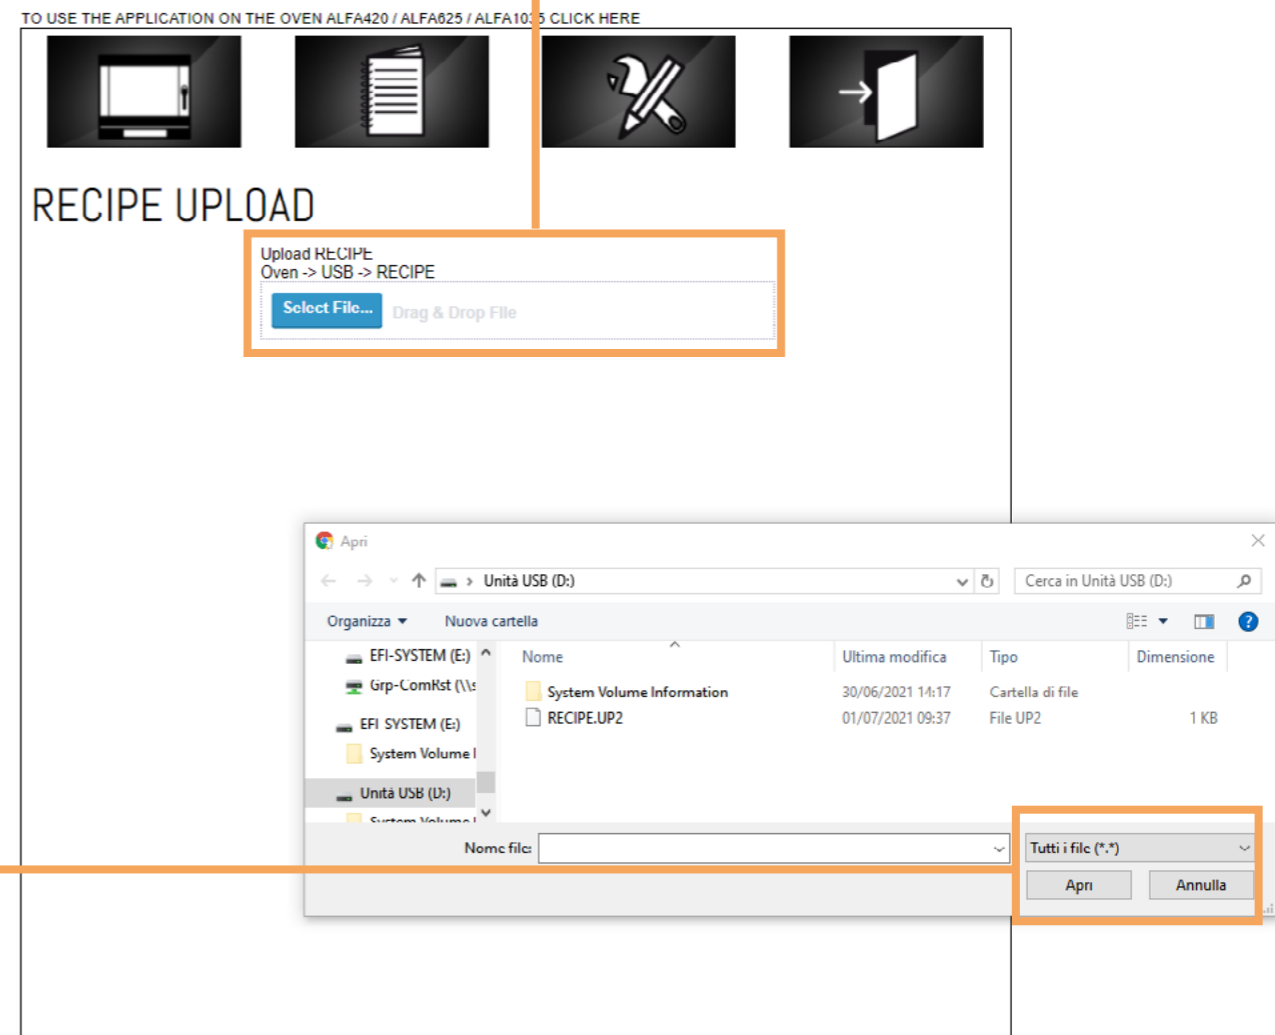 TO USE THE APPLICATION ON THE OVEN ALFA420 / ALFA625 / ALFA1035 CLICK HERE
RECIPE UPLOAD
Upload RECIPE
Oven -> USB -> RECIPE
Select File... Drag & Drop File
Apri
Unità USB (D:) Cerca in Unità USB (D:)
Organizza Nuova cartella
EFI-SYSTEM (E:) Nome Ultima modifica Tipo Dimensione
Grp-ComRst (\\s System Volume Information 30/06/2021 14:17 Cartella di file
RECIPE.UP2 01/07/2021 09:37 File UP2 1 KB
EFI-SYSTEM (E:)
System Volume I
Unità USB (D:)
System Volume I
Nome file: Tutti i file (*.*)
Apri Annulla